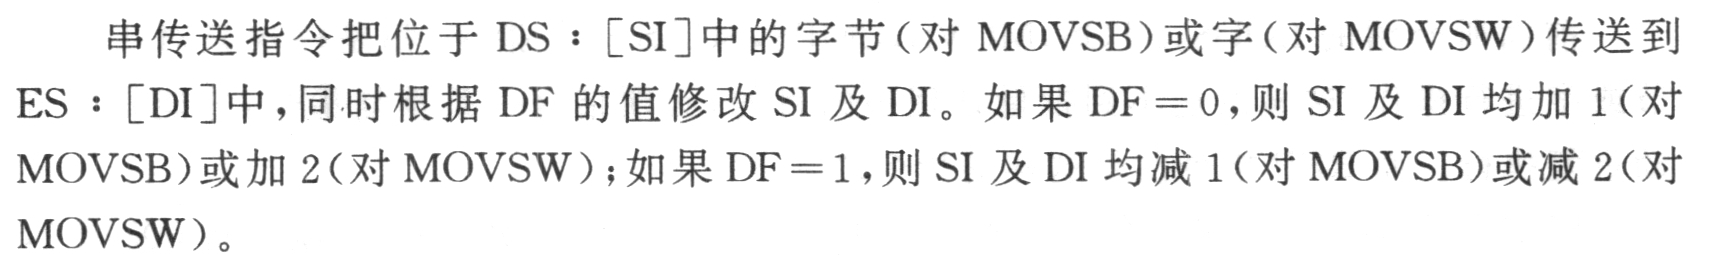 串传送指令把位于 DS：[SI]中的字节(对 MOVSB)或字(对 MOVSW)传送到
ES：[DI]中,同时根据 DF 的值修改 SI 及 DI。如果 DF=0,则 SI 及 DI 均加 1(对
MOVSB)或加 2(对 MOVSW);如果 DF=1,则 SI 及 DI 均减 1(对 MOVSB)或减 2(对
MOVSW)。